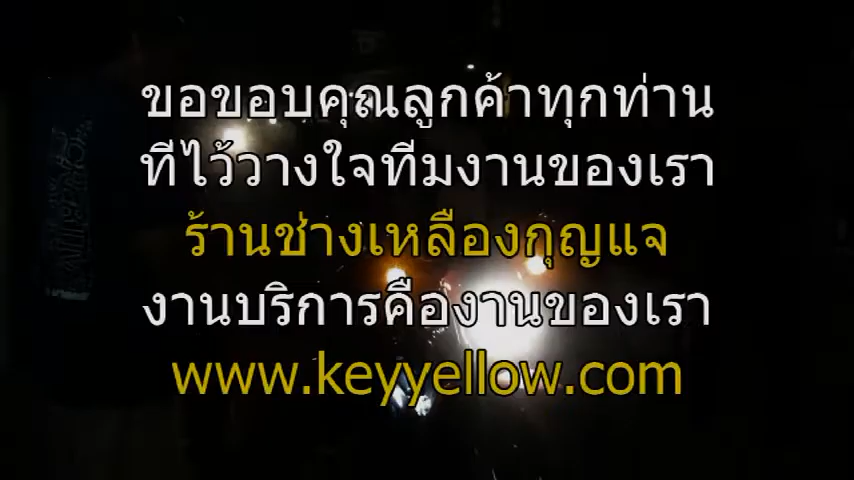 ขอขอบคุณลูกค้าทุกท่าน
ที่ไว้วางใจทีมงานของเรา
ร้านช่างเหลืองกุญแจ
งานบริการคืองานของเรา
www.keyyellow.com